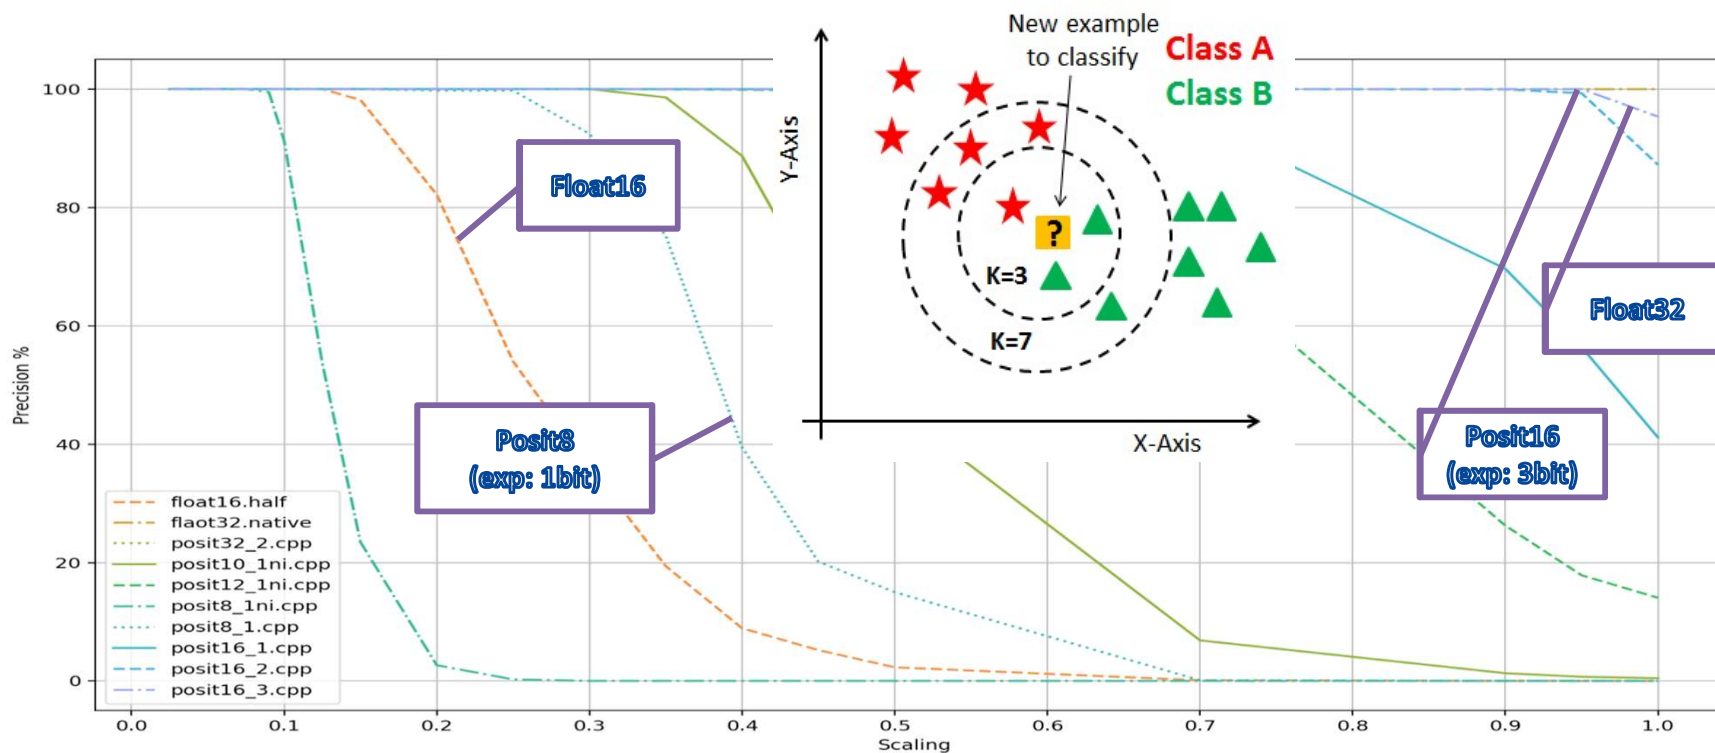 New example
to classify
Class A
Class B
Y-Axis
?
K=3
K=7
X-Axis
Float16
Posit8
(exp: 1bit)
Float32
Posit16
(exp: 3bit)
Precision %
100
80
60
40
20
0
float16.half
flaot32.native
posit32_2.cpp
posit10_1ni.cpp
posit12_1ni.cpp
posit8_1ni.cpp
posit8_1.cpp
posit16_1.cpp
posit16_2.cpp
posit16_3.cpp
0.0 0.1 0.2 0.3 0.4 0.5 0.6 0.7 0.8 0.9 1.0
Scaling